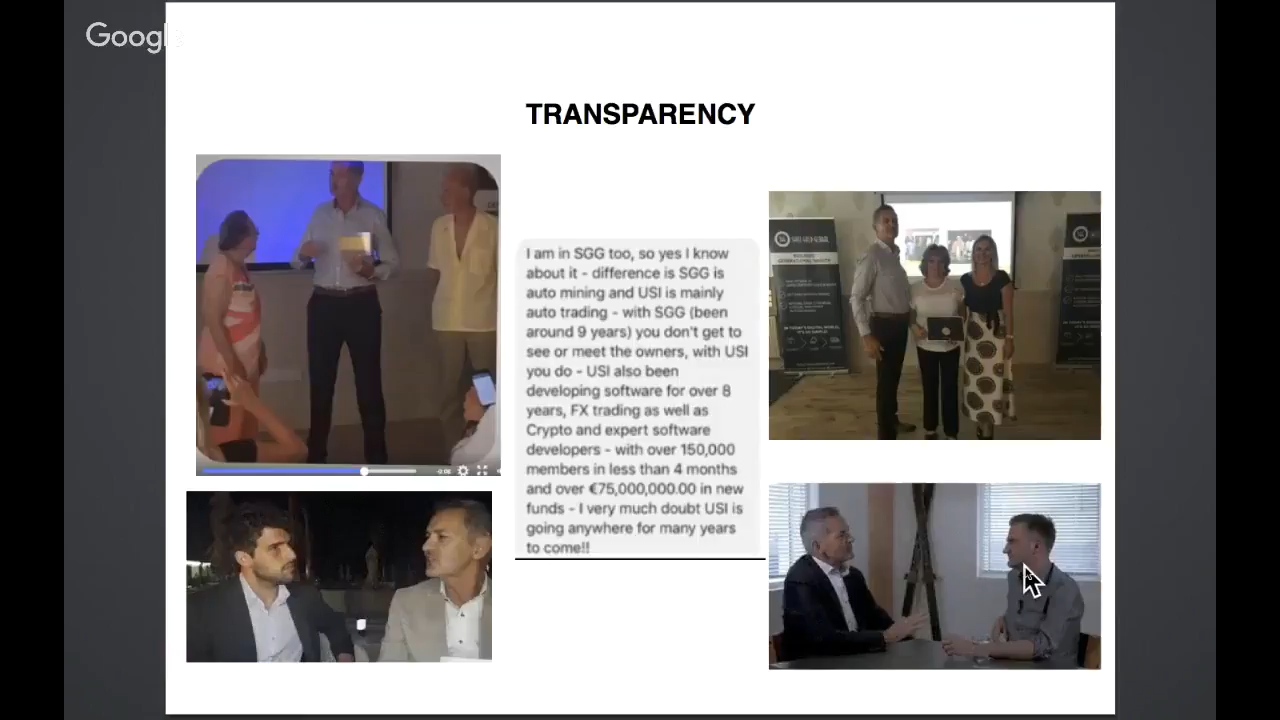 Googl
TRANSPARENCY
I am in SGG too, so yes I know
about it - difference is SGG is
auto mining and USI is mainly
auto trading - with SGG (been
around 9 years) you don't get to
see or meet the owners, with USI
you do - USI also been
developing software for over 8
years, FX trading as well as
Crypto and expert software
developers - with over 150,000
members in less than 4 months
and over €75,000,000.00 in new
funds - I very much doubt USI is
going anywhere for many years
to come!!